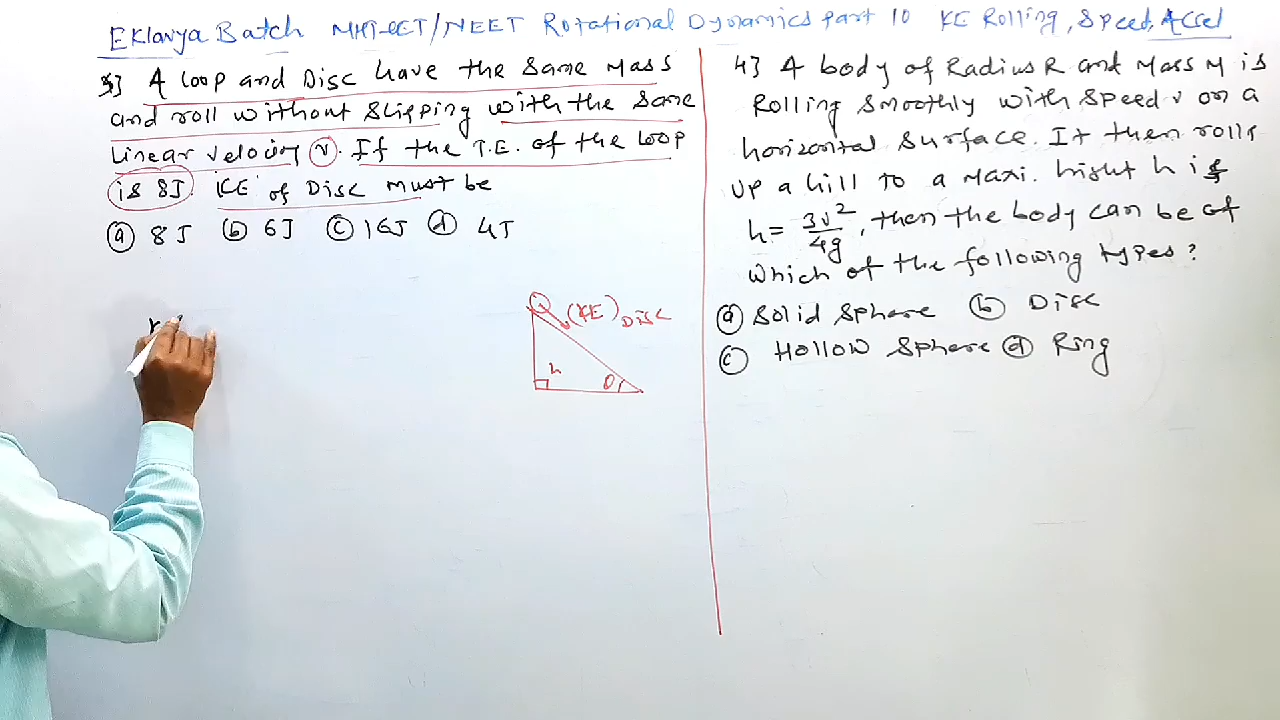 Eklavya Batch MHT-CET/NEET Rotational Dynamics Part 10 KE Rolling, Speed, Accel
3] A Loop and Disc have the Same Mass
and roll without Slipping with the Same
Linear velocity v. If the T.E. of the Loop
is 8J KE of Disc must be
(a) 8J (b) 6J (c) 16J (d) 4J
(KE)Disc
h θ
4] A body of Radius R and Mass M is
Rolling Smoothly with Speed v on a
horizontal Surface. It then rolls
up a hill to a Maxi. hight h if
h = 3v²/4g, then the body can be of
Which of the following types?
(a) Solid Sphere (b) Disc
(c) Hollow Sphere (d) Ring